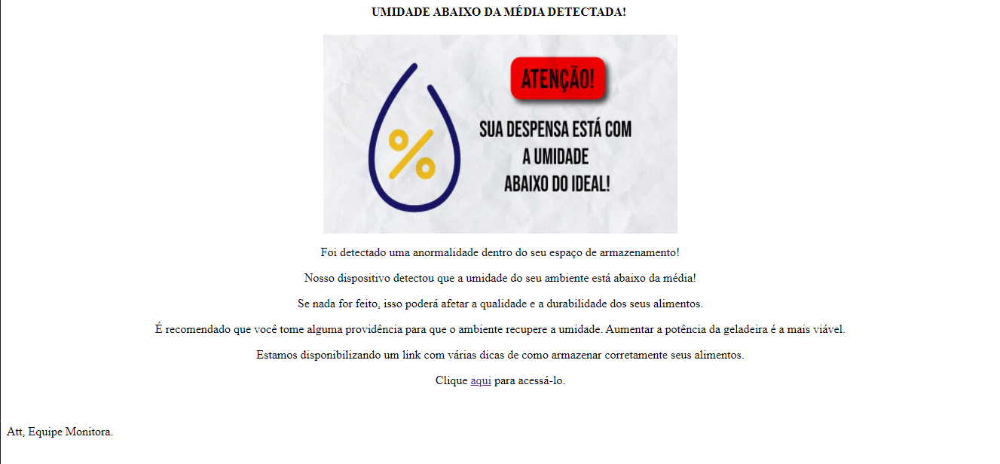 UMIDADE ABAIXO DA MÉDIA DETECTADA!
%
ATENÇÃO!
SUA DESPENSA ESTÁ COM
A UMIDADE
ABAIXO DO IDEAL!
Foi detectado uma anormalidade dentro do seu espaço de armazenamento!
Nosso dispositivo detectou que a umidade do seu ambiente está abaixo da média!
Se nada for feito, isso poderá afetar a qualidade e a durabilidade dos seus alimentos.
É recomendado que você tome alguma providência para que o ambiente recupere a umidade. Aumentar a potência da geladeira é a mais viável.
Estamos disponibilizando um link com várias dicas de como armazenar corretamente seus alimentos.
Clique aqui para acessá-lo.
Att, Equipe Monitora.